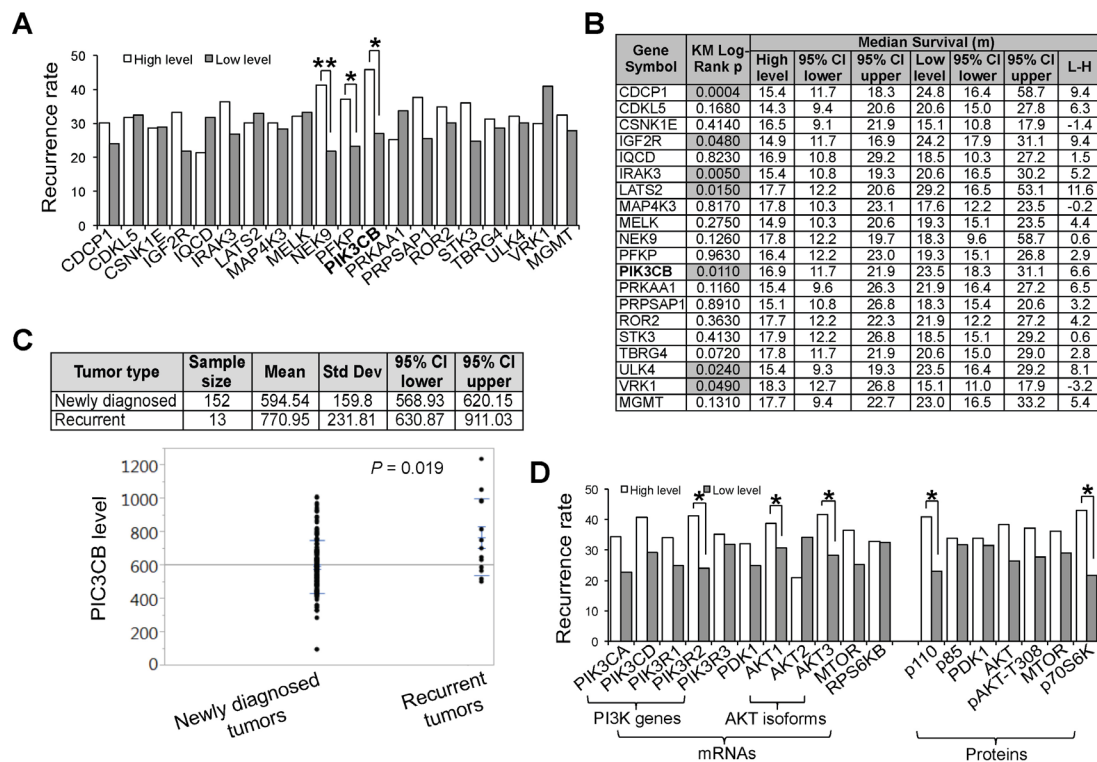 A
High level
Low level
**
*
*
Recurrence rate
50
40
30
20
10
0
CDCP1
CDKL5
CSNK1E
IGF2R
IQCD
IRAK3
LATS2
MAP4K3
MELK
NEK9
PFKP
PIK3CB
PRKAA1
PRPSAP1
ROR2
STK3
TBRG4
ULK4
VRK1
MGMT
B
Gene Symbol KM Log-Rank p Median Survival (m)
High level 95% CI lower 95% CI upper Low level 95% CI lower 95% CI upper L-H
CDCP1 0.0004 15.4 11.7 18.3 24.8 16.4 58.7 9.4
CDKL5 0.1680 14.3 9.4 20.6 20.6 15.0 27.8 6.3
CSNK1E 0.4140 16.5 9.1 21.9 15.1 10.8 17.9 -1.4
IGF2R 0.0480 14.9 11.7 16.9 24.2 17.9 31.1 9.4
IQCD 0.8230 16.9 10.8 29.2 18.5 10.3 27.2 1.5
IRAK3 0.0050 15.4 10.8 19.3 20.6 16.5 30.2 5.2
LATS2 0.0150 17.7 12.2 20.6 29.2 16.5 53.1 11.6
MAP4K3 0.8170 17.8 10.3 23.1 17.6 12.2 23.5 -0.2
MELK 0.2750 14.9 10.3 20.6 19.3 15.1 23.5 4.4
NEK9 0.1260 17.8 12.2 19.7 18.3 9.6 58.7 0.6
PFKP 0.9630 16.4 12.2 23.0 19.3 15.1 26.8 2.9
PIK3CB 0.0110 16.9 11.7 21.9 23.5 18.3 31.1 6.6
PRKAA1 0.1160 15.4 9.6 26.3 21.9 16.4 27.2 6.5
PRPSAP1 0.8910 15.1 10.8 26.8 18.3 15.4 20.6 3.2
ROR2 0.3630 17.7 12.2 22.3 21.9 12.2 27.2 4.2
STK3 0.4130 17.9 12.2 26.8 18.5 15.1 29.2 0.6
TBRG4 0.0720 17.8 11.7 21.9 20.6 15.0 29.0 2.8
ULK4 0.0240 15.4 9.3 19.3 23.5 16.4 29.2 8.1
VRK1 0.0490 18.3 12.7 26.8 15.1 11.0 17.9 -3.2
MGMT 0.1310 17.7 9.4 22.7 23.0 16.5 33.2 5.4
C
Tumor type Sample size Mean Std Dev 95% CI lower 95% CI upper
Newly diagnosed 152 594.54 159.8 568.93 620.15
Recurrent 13 770.95 231.81 630.87 911.03
P = 0.019
PIC3CB level
1200
1000
800
600
400
200
0
Newly diagnosed
tumors
Recurrent
tumors
D
High level
Low level
*
*
*
*
*
Recurrence rate
50
40
30
20
10
0
PIK3CA
PIK3CD
PIK3R1
PIK3R2
PIK3R3
PDK1
AKT1
AKT2
AKT3
MTOR
RPS6KB
p110
p85
PDK1
AKT
pAKT-T308
MTOR
p70S6K
PI3K genes
AKT isoforms
mRNAs
Proteins